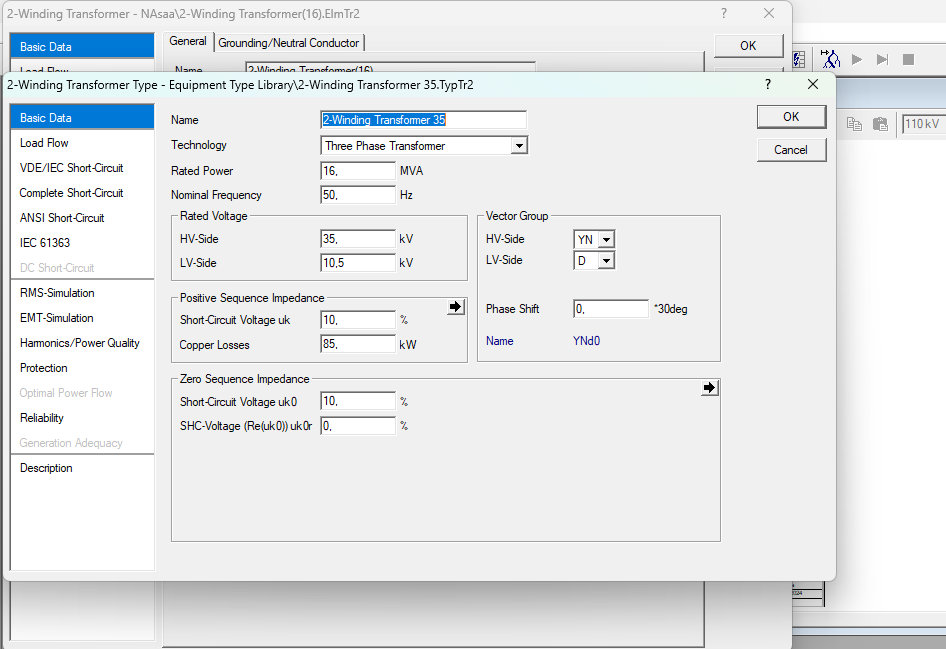 2-Winding Transformer - NAsaa\2-Winding Transformer(16).ElmTr2 ?
Basic Data
Load Flow
General Grounding/Neutral Conductor
OK
Name 2-Winding Transformer(16)
2-Winding Transformer Type - Equipment Type Library\2-Winding Transformer 35.TypTr2 ?
Basic Data
Load Flow
VDE/IEC Short-Circuit
Complete Short-Circuit
ANSI Short-Circuit
IEC 61363
DC Short-Circuit
RMS-Simulation
EMT-Simulation
Harmonics/Power Quality
Protection
Optimal Power Flow
Reliability
Generation Adequacy
Description
Name 2-Winding Transformer 35
Technology Three Phase Transformer
Rated Power 16, MVA
Nominal Frequency 50, Hz
Rated Voltage
HV-Side 35, kV
LV-Side 10,5 kV
Vector Group
HV-Side YN
LV-Side D
Phase Shift 0, *30deg
Name YNd0
Positive Sequence Impedance
Short-Circuit Voltage uk 10, %
Copper Losses 85, kW
Zero Sequence Impedance
Short-Circuit Voltage uk0 10, %
SHC-Voltage (Re(uk0)) uk0r 0, %
OK
Cancel
110 kV